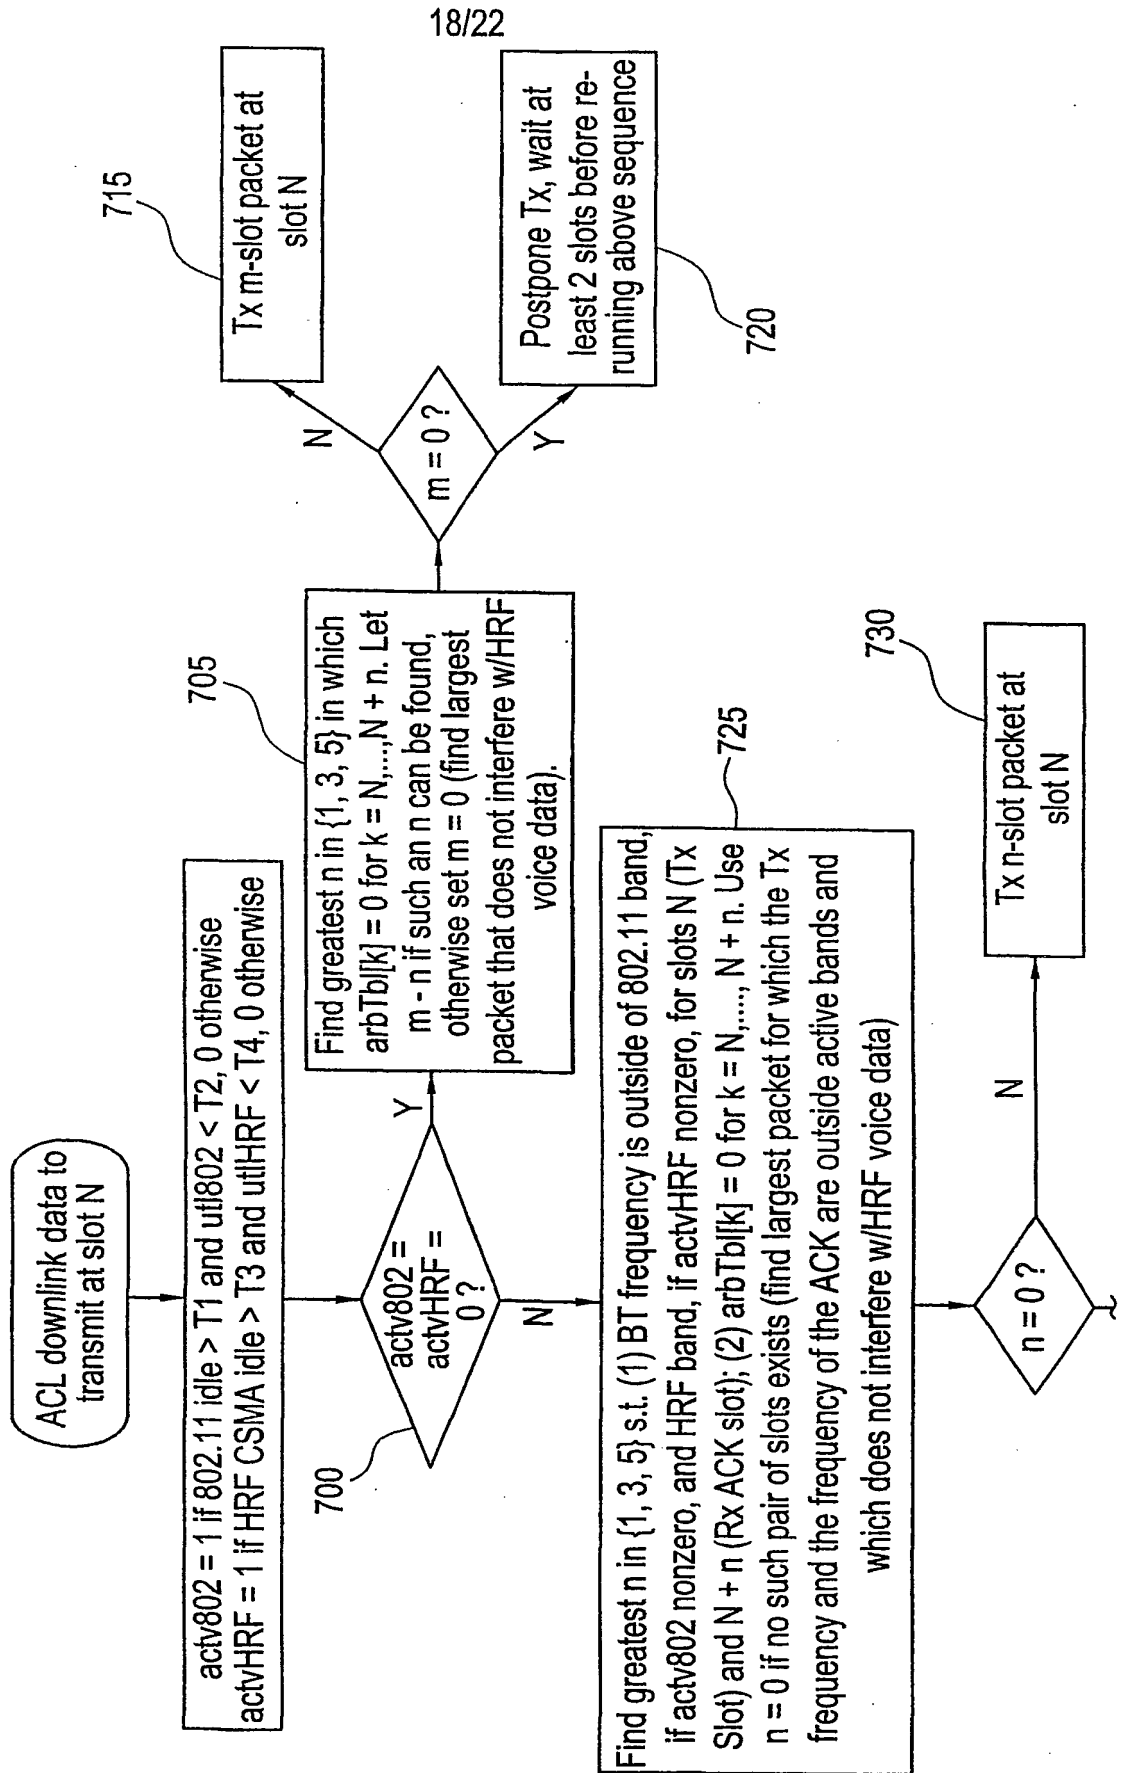 18/22
ACL downlink data to
transmit at slot N
actv802 = 1 if 802.11 idle > T1 and utl802 < T2, 0 otherwise
actvHRF = 1 if HRF CSMA idle > T3 and utlHRF < T4, 0 otherwise
700
actv802 =
actvHRF =
0 ?
Y
N
705
Find greatest n in {1, 3, 5} in which
arbTbl[k] = 0 for k = N,...,N + n. Let
m - n if such an n can be found,
otherwise set m = 0 (find largest
packet that does not interfere w/HRF
voice data).
m = 0 ?
N
Y
715
Tx m-slot packet at
slot N
Postpone Tx, wait at
least 2 slots before re-
running above sequence
720
725
Find greatest n in {1, 3, 5} s.t. (1) BT frequency is outside of 802.11 band,
if actv802 nonzero, and HRF band, if actvHRF nonzero, for slots N (Tx
Slot) and N + n (Rx ACK slot); (2) arbTbl[k] = 0 for k = N,...., N + n. Use
n = 0 if no such pair of slots exists (find largest packet for which the Tx
frequency and the frequency of the ACK are outside active bands and
which does not interfere w/HRF voice data)
n = 0 ?
N
730
Tx n-slot packet at
slot N